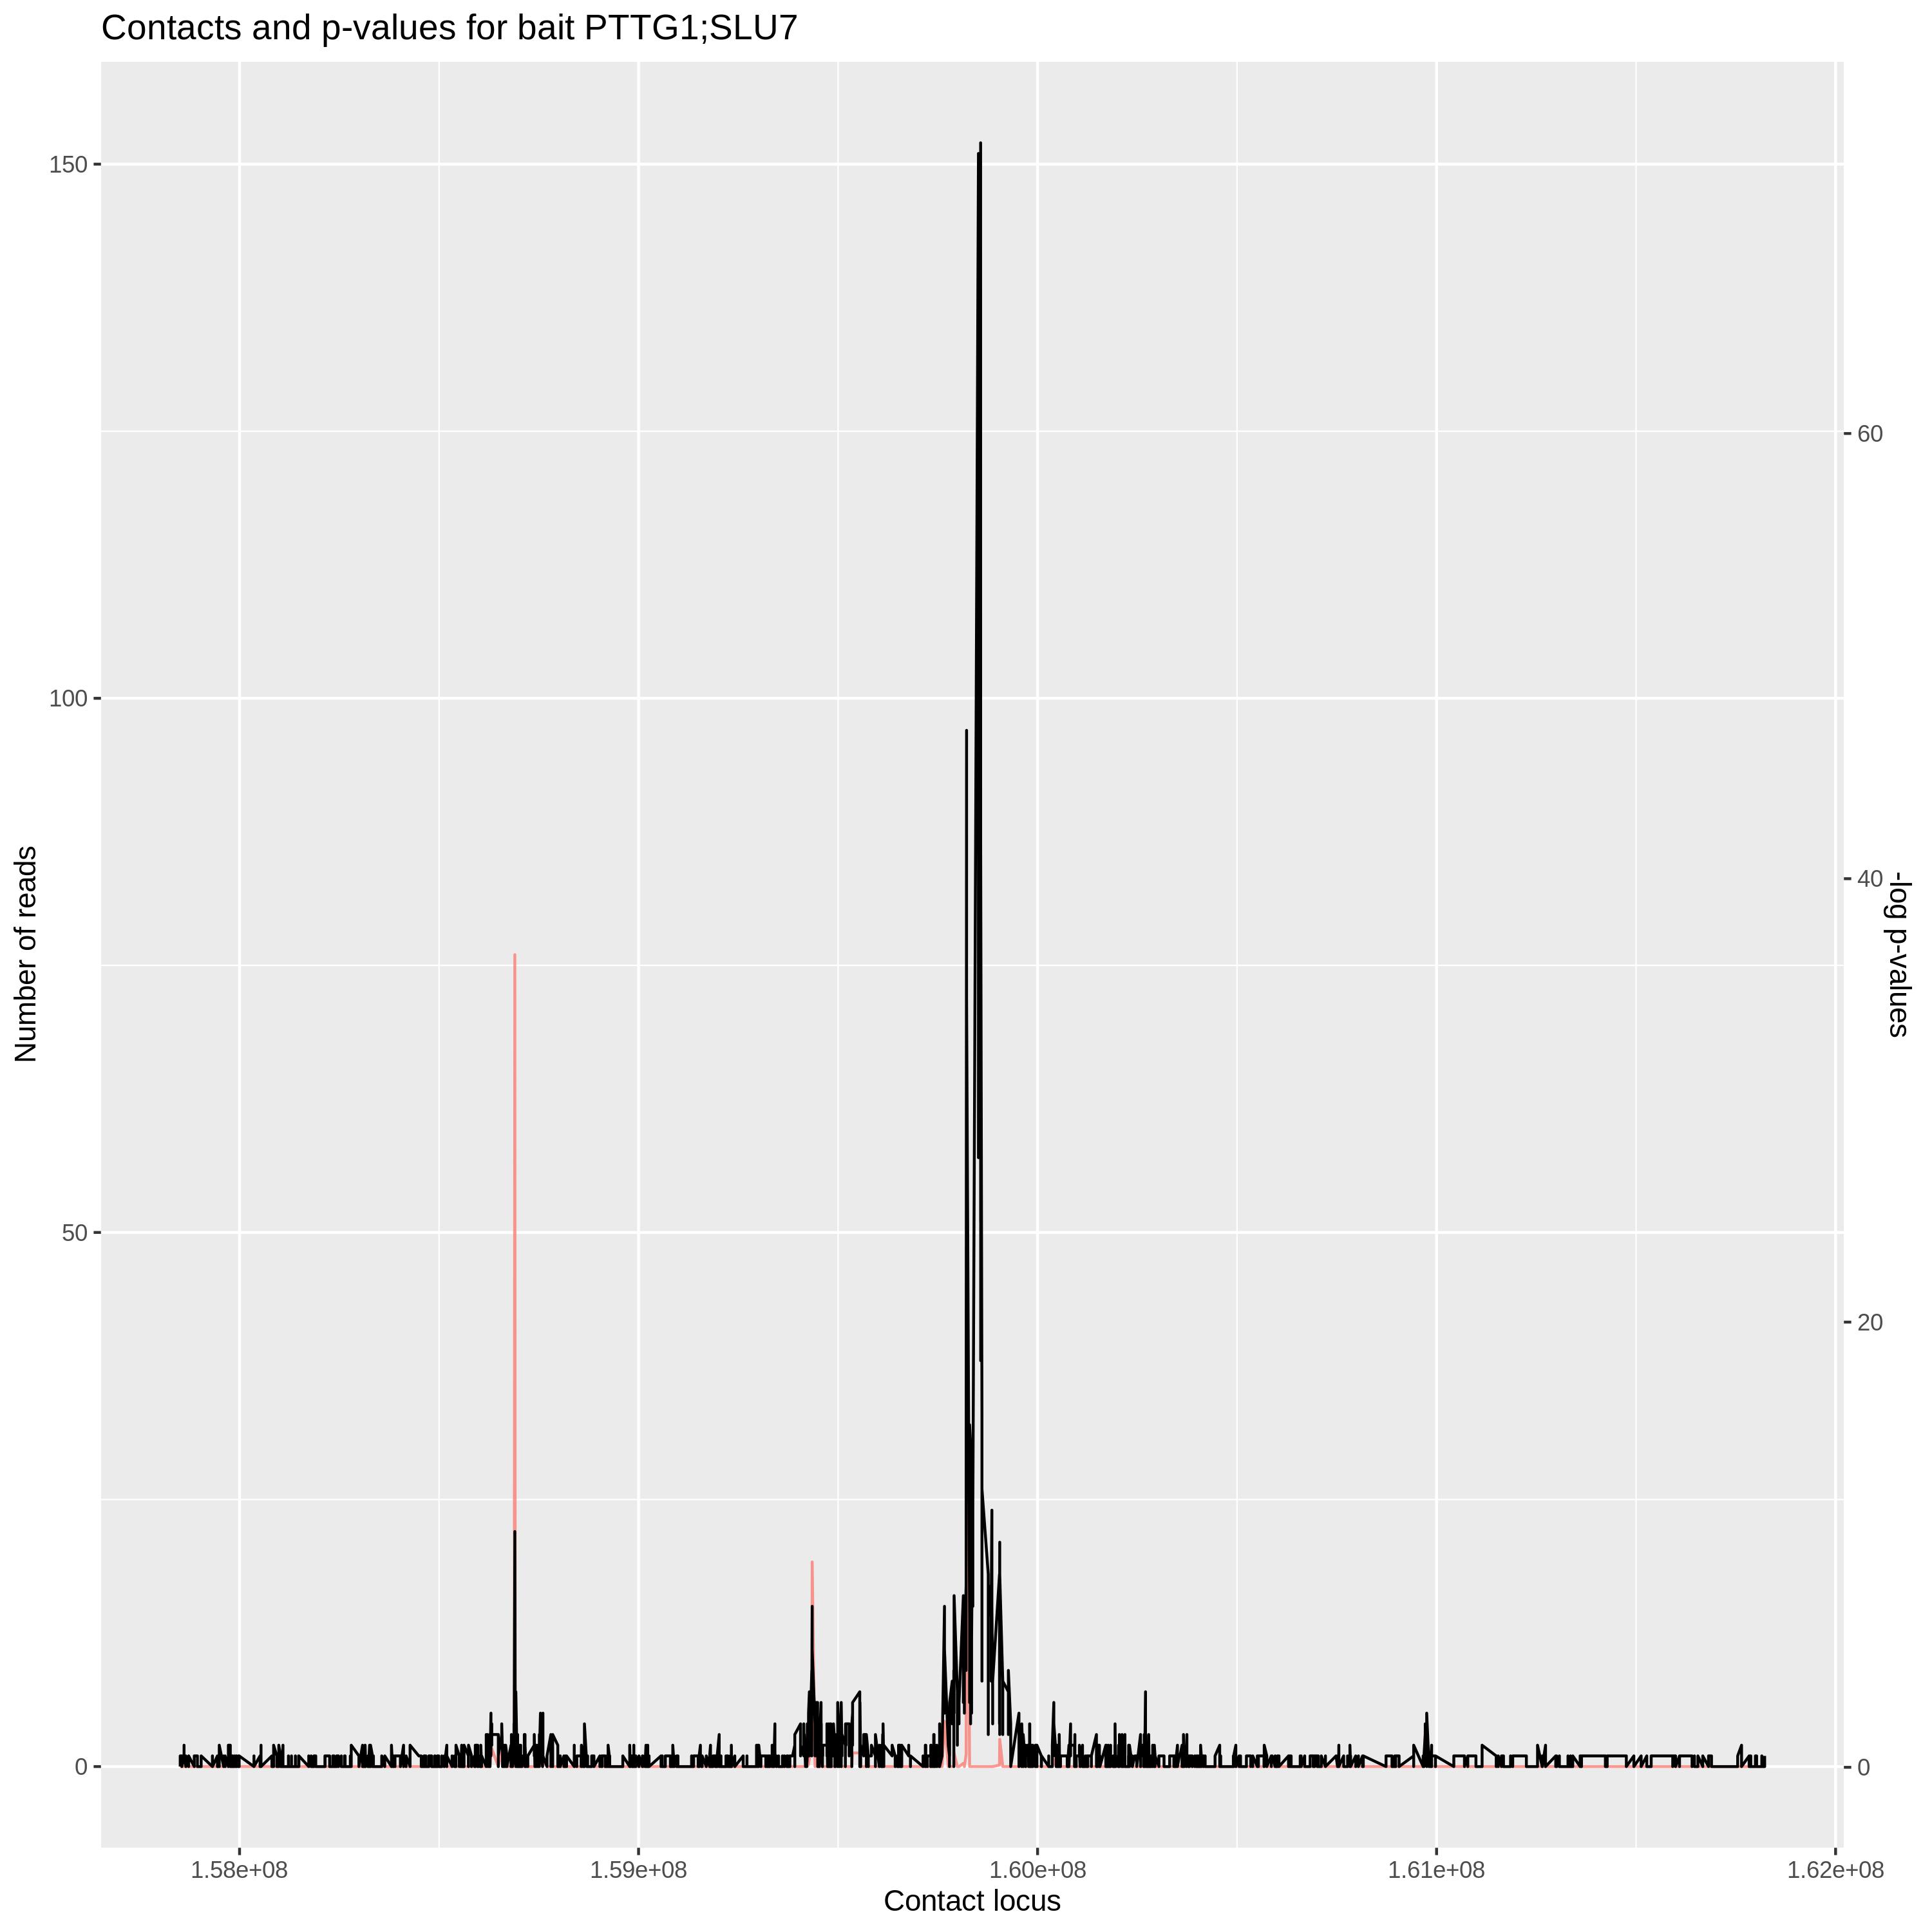 Contacts and p-values for bait PTTG1;SLU7
150
100
50
0
Number of reads
60
40
20
0
-log p-values
1.58e+08
1.59e+08
1.60e+08
1.61e+08
1.62e+08
Contact locus